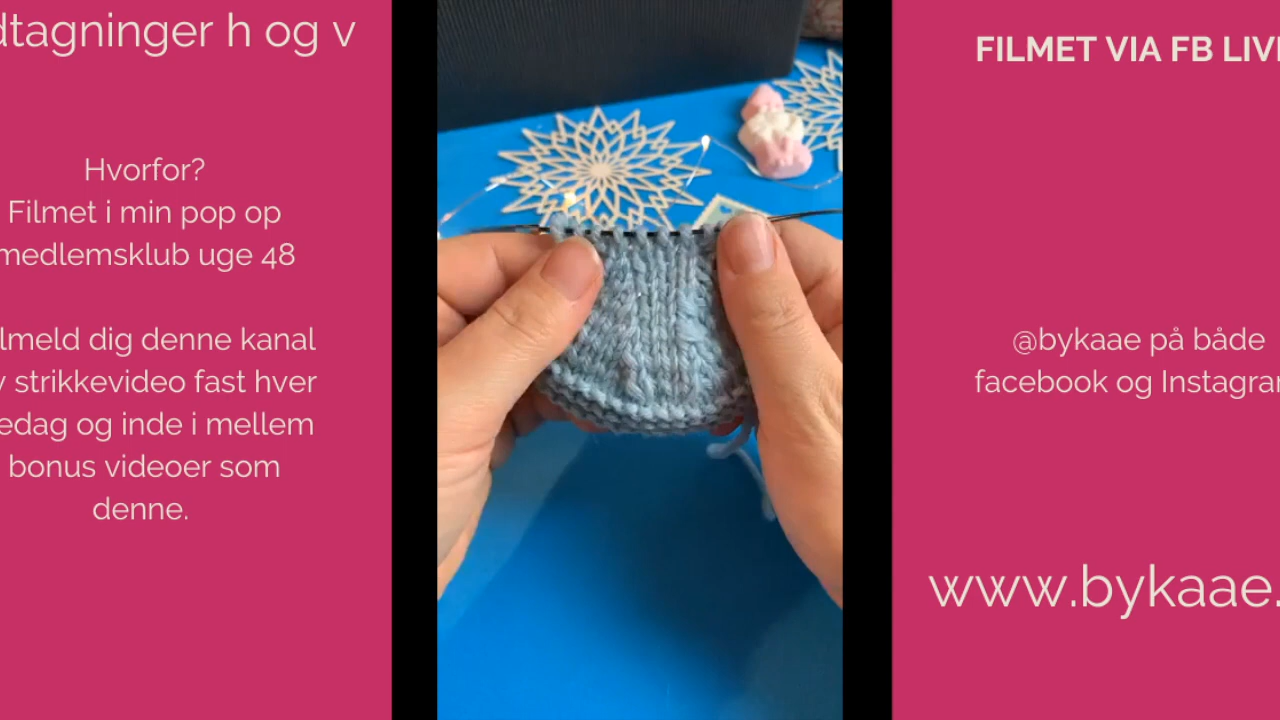 dtagninger h og v
Hvorfor?
Filmet i min pop op
medlemsklub uge 48
lmeld dig denne kanal
strikkevideo fast hver
edag og inde i mellem
bonus videoer som
denne.
FILMET VIA FB LIV
@bykaae på både
facebook og Instagra
www.bykaae.